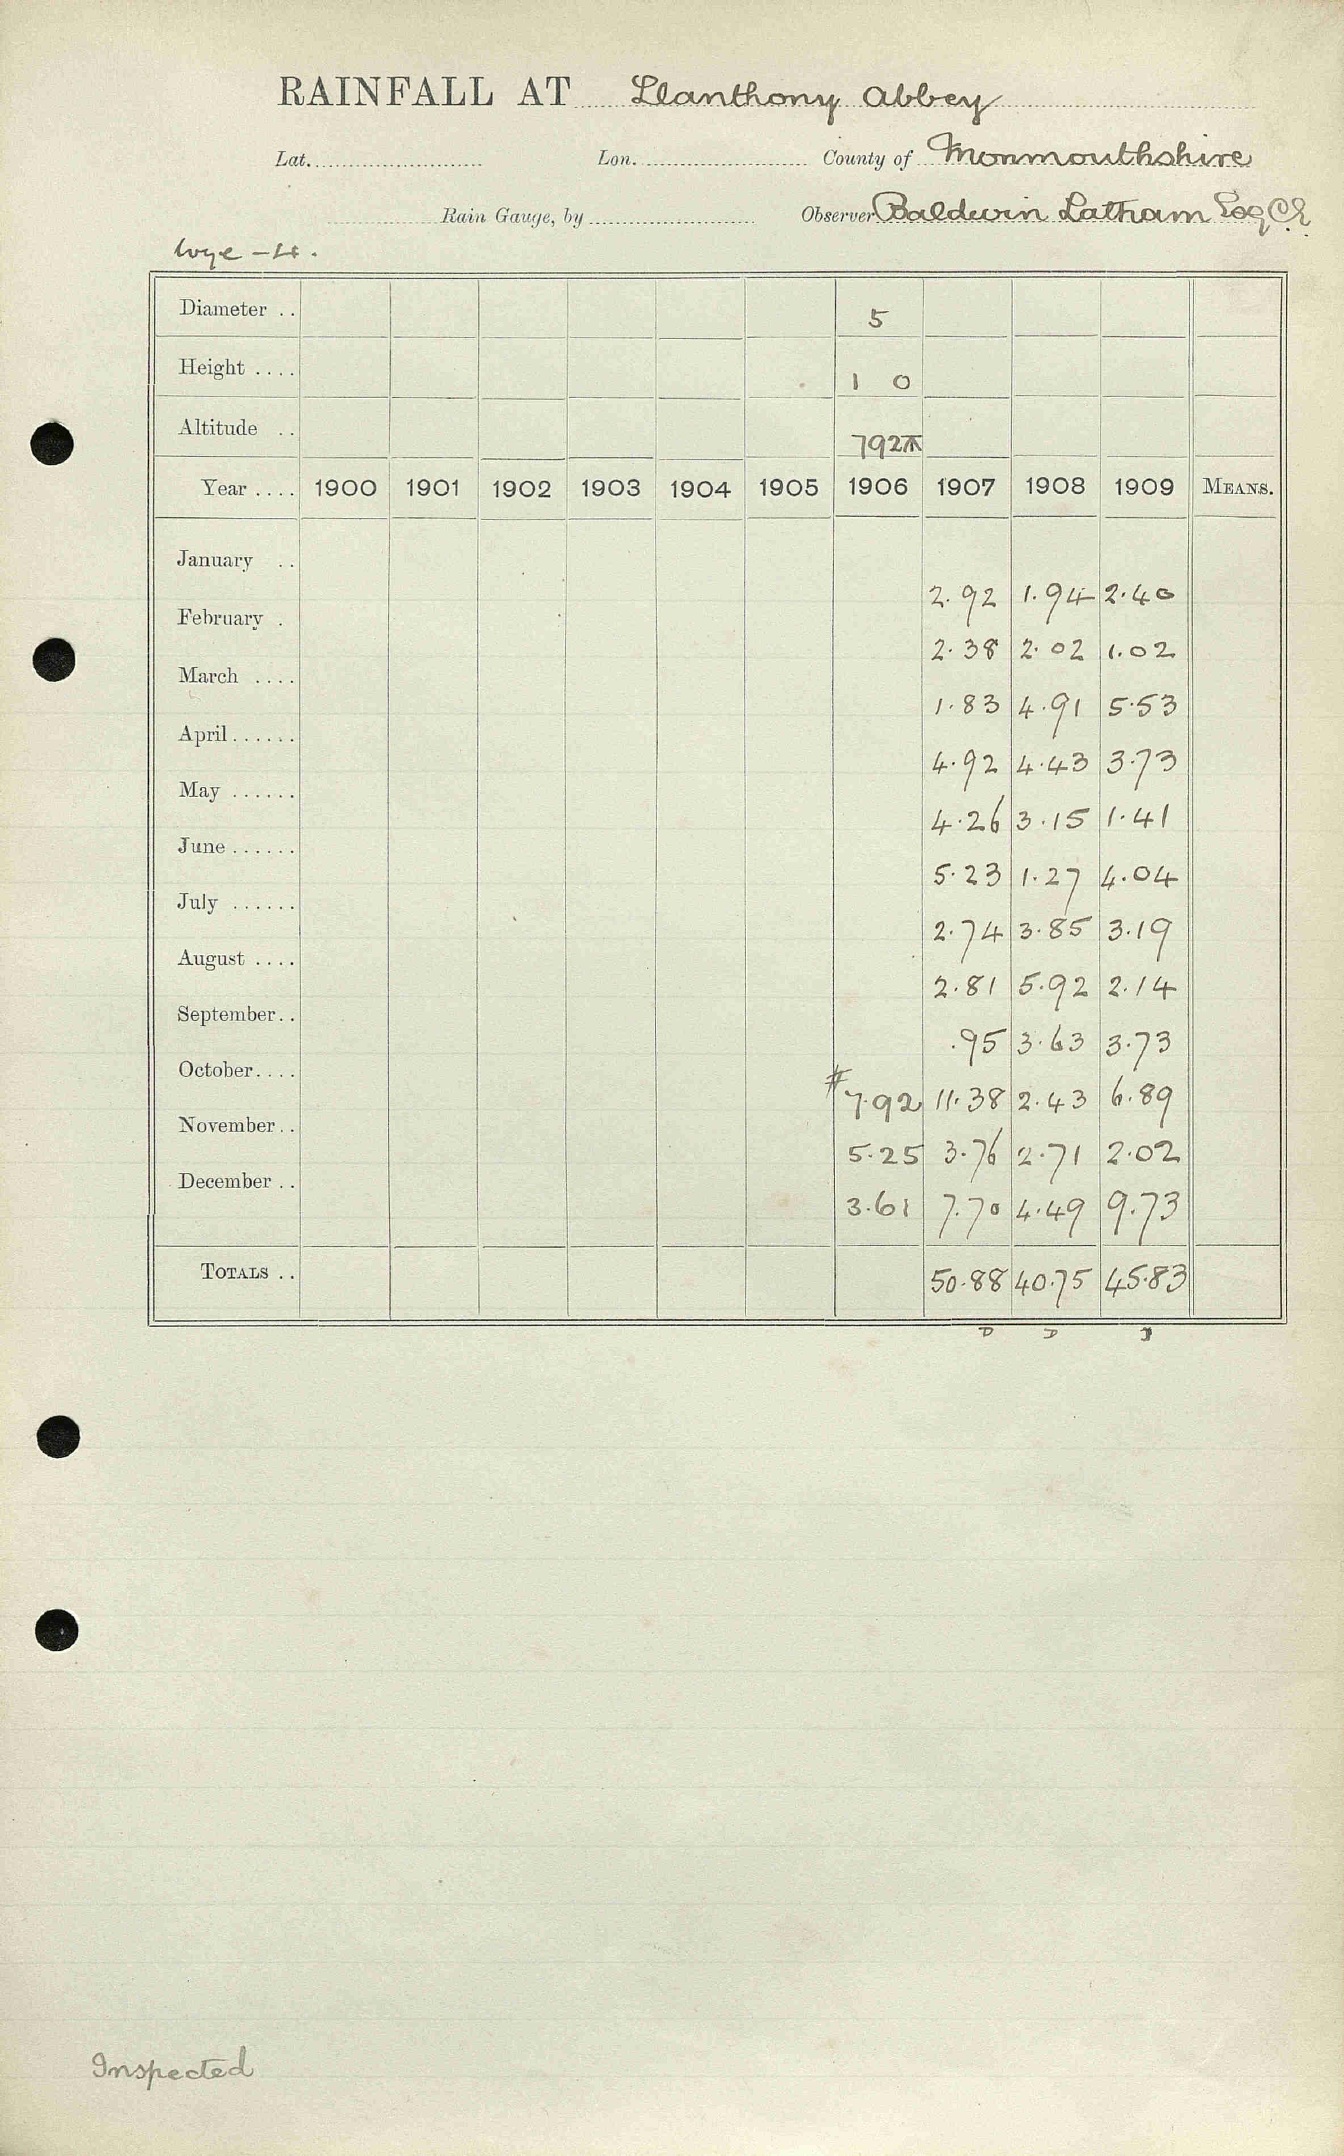 RAINFALL AT Llanthony Abbey
Lat. Lon. County of Monmouthshire
Rain Gauge, by Observer Baldwin Latham Esq C.E.
Wye - 4.
Diameter .. 5
Height .... 1 0
Altitude .. 792
Year .... 1900 1901 1902 1903 1904 1905 1906 1907 1908 1909 MEANS.
January .. 2.92 1.94 2.40
February . 2.38 2.02 1.02
March .... 1.83 4.91 5.53
April...... 4.92 4.43 3.73
May ...... 4.26 3.15 1.41
June...... 5.23 1.27 4.04
July ...... 2.74 3.85 3.19
August .... 2.81 5.92 2.14
September.. .95 3.63 3.73
October.... # 7.92 11.38 2.43 6.89
November.. 5.25 3.76 2.71 2.02
December .. 3.61 7.70 4.49 9.73
TOTALS .. 50.88 40.75 45.83
D D
Inspected